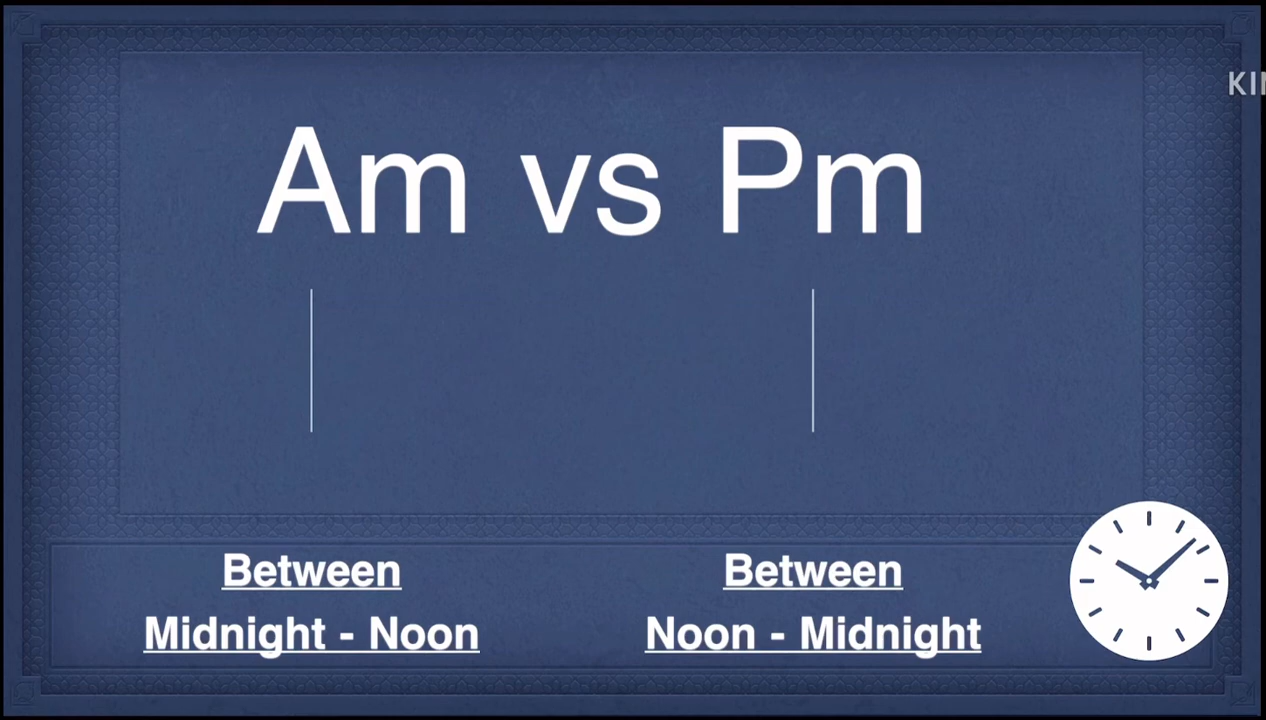 Am vs Pm
Between
Midnight - Noon
Between
Noon - Midnight